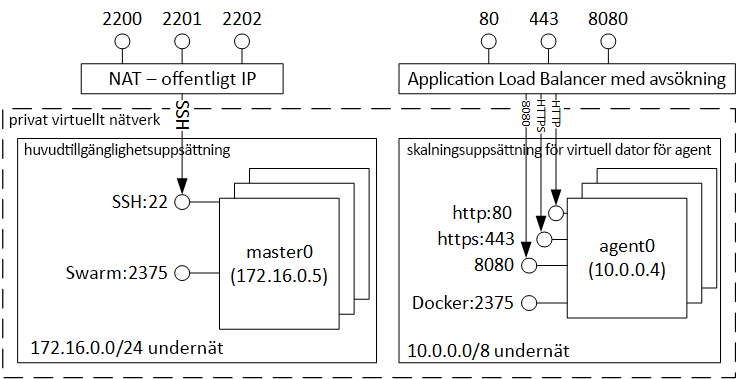 2200 2201 2202
80 443 8080
NAT – offentligt IP
Application Load Balancer med avsökning
SSH
8080
HTTPS
HTTP
privat virtuellt nätverk
huvudtillgänglighetsuppsättning
SSH:22
Swarm:2375
master0
(172.16.0.5)
172.16.0.0/24 undernät
skalningsuppsättning för virtuell dator för agent
http:80
https:443
8080
Docker:2375
agent0
(10.0.0.4)
10.0.0.0/8 undernät